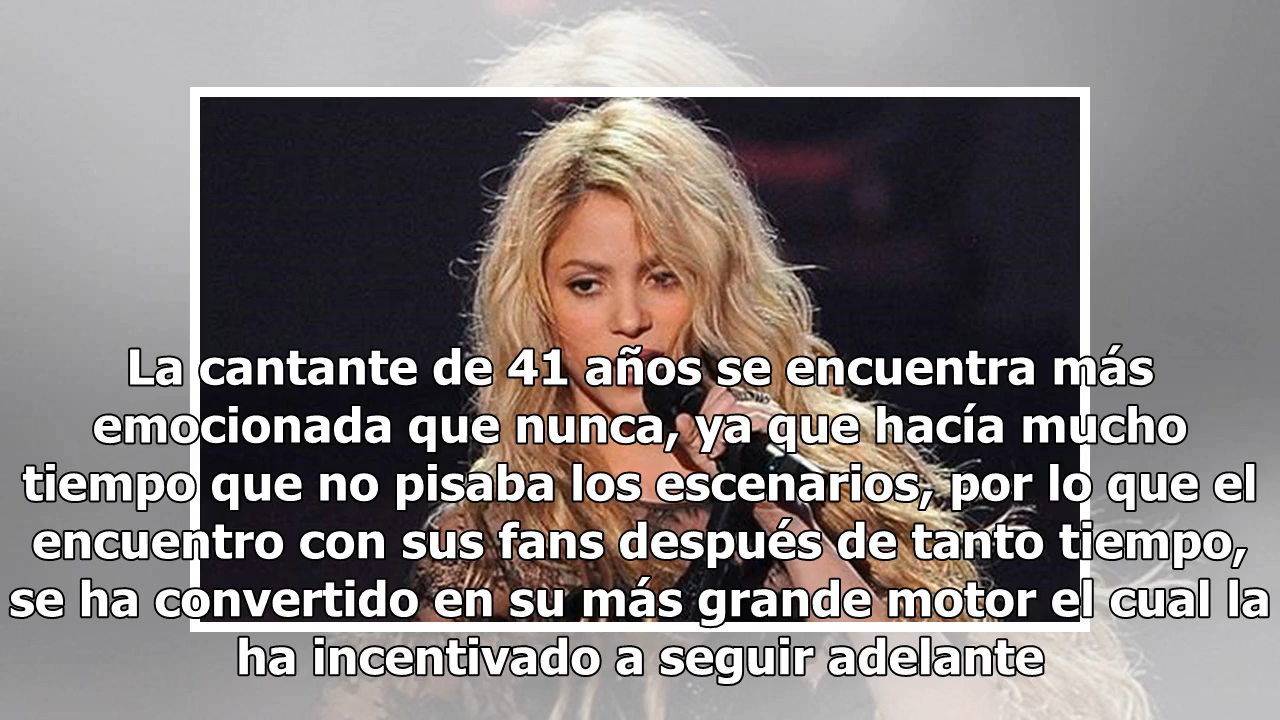 La cantante de 41 años se encuentra más
emocionada que nunca, ya que hacía mucho
tiempo que no pisaba los escenarios, por lo que el
encuentro con sus fans después de tanto tiempo,
se ha convertido en su más grande motor el cual la
ha incentivado a seguir adelante